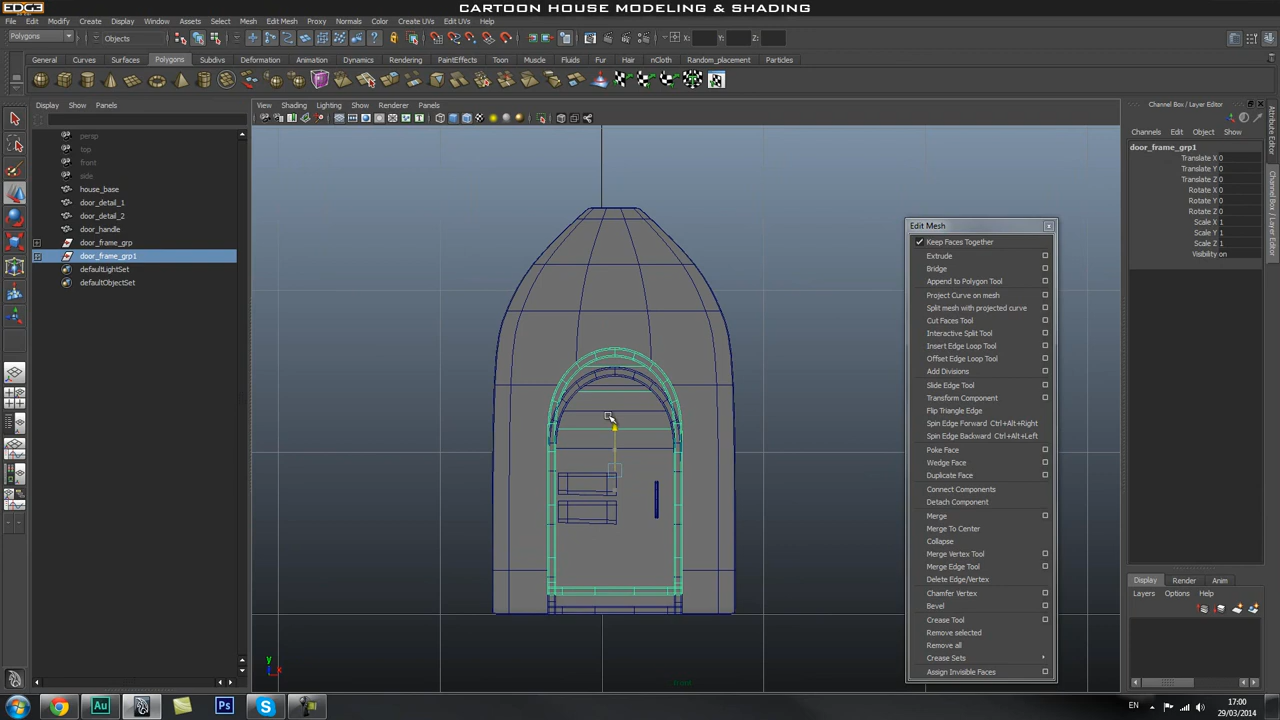 EDGE3
CARTOON HOUSE MODELING & SHADING
File Edit Modify Create Display Window Assets Select Mesh Edit Mesh Proxy Normals Color Create UVs Edit UVs Help
Polygons Objects X: Y: Z:
General Curves Surfaces Polygons Subdivs Deformation Animation Dynamics Rendering PaintEffects Toon Muscle Fluids Fur Hair nCloth Random_placement Particles
Display Show Panels
View Shading Lighting Show Renderer Panels
Channel Box / Layer Editor
persp
top
front
side
house_base
door_detail_1
door_detail_2
door_handle
door_frame_grp
door_frame_grp1
defaultLightSet
defaultObjectSet
Edit Mesh
Keep Faces Together
Extrude
Bridge
Append to Polygon Tool
Project Curve on mesh
Split mesh with projected curve
Cut Faces Tool
Interactive Split Tool
Insert Edge Loop Tool
Offset Edge Loop Tool
Add Divisions
Slide Edge Tool
Transform Component
Flip Triangle Edge
Spin Edge Forward Ctrl+Alt+Right
Spin Edge Backward Ctrl+Alt+Left
Poke Face
Wedge Face
Duplicate Face
Connect Components
Detach Component
Merge
Merge To Center
Collapse
Merge Vertex Tool
Merge Edge Tool
Delete Edge/Vertex
Chamfer Vertex
Bevel
Crease Tool
Remove selected
Remove all
Crease Sets
Assign Invisible Faces
Channels Edit Object Show
door_frame_grp1
Translate X 0
Translate Y 0
Translate Z 0
Rotate X 0
Rotate Y 0
Rotate Z 0
Scale X 1
Scale Y 1
Scale Z 1
Visibility on
Attribute Editor
Channel Box / Layer Editor
Display Render Anim
Layers Options Help
y
x
Au
Ps
EN
17:00
29/03/2014